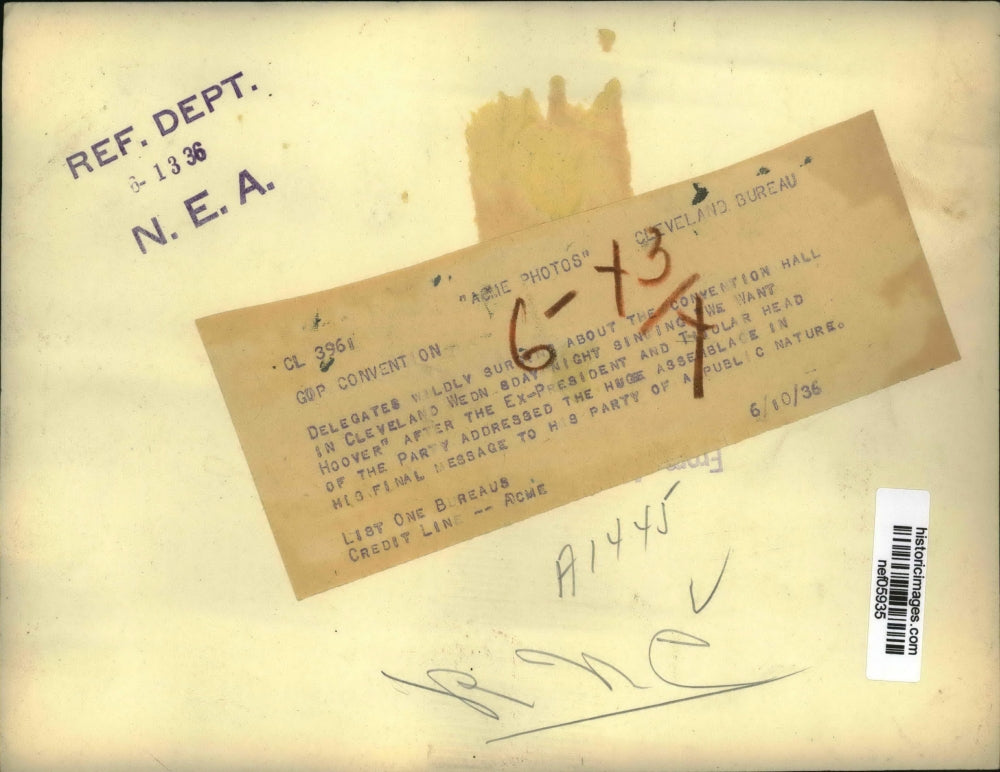 REF. DEPT.
6- 13 36
N. E. A.
"ACME PHOTOS" CLEVELAND BUREAU
6-13/4
CL 3961
GOP CONVENTION
DELEGATES WILDLY ABOUT THE CONVENTION HALL
IN CLEVELAND WEDNESDAY NIGHT SINGING "WE WANT
HOOVER" AFTER THE EX-PRESIDENT AND TITULAR HEAD
OF THE PARTY ADDRESSED THE HUGE ASSEMBLAGE IN
HIS FINAL MESSAGE TO HIS PARTY OF A PUBLIC NATURE.
6/10/36
LIST ONE BUREAUS
CREDIT LINE -- ACME
From
A1445
RNC
historicimages.com
nef05935